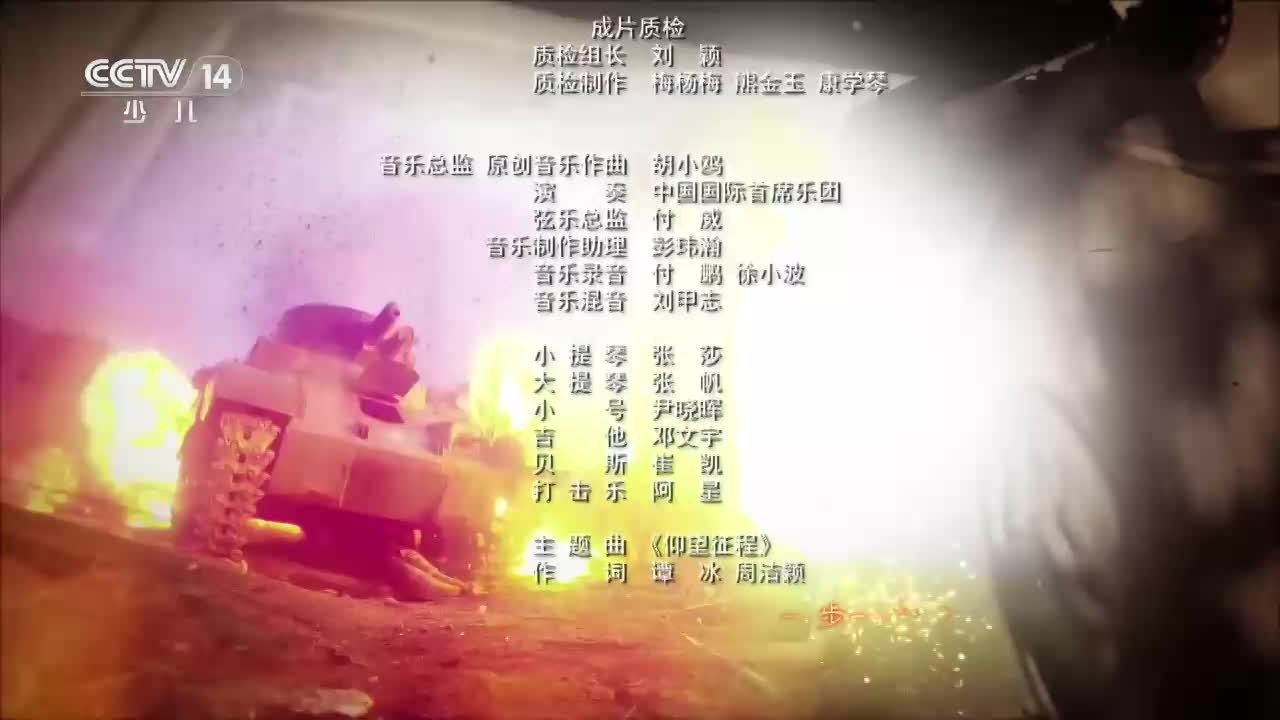 成片质检
质检组长 刘 颖
质检制作 梅杨梅 熊金玉 康学琴
CCTV 14
少儿
音乐总监 原创音乐作曲 胡小鸥
演 奏 中国国际首席乐团
弦乐总监 付 威
音乐制作助理 彭玮瀚
音乐录音 付 鹏 徐小波
音乐混音 刘甲志
小 提 琴 张 莎
大 提 琴 张 帆
小 号 尹晓晖
吉 他 邓文宇
贝 斯 崔 凯
打 击 乐 阿 星
主 题 曲 《仰望征程》
作 词 谭 冰 周洁颖
一步一